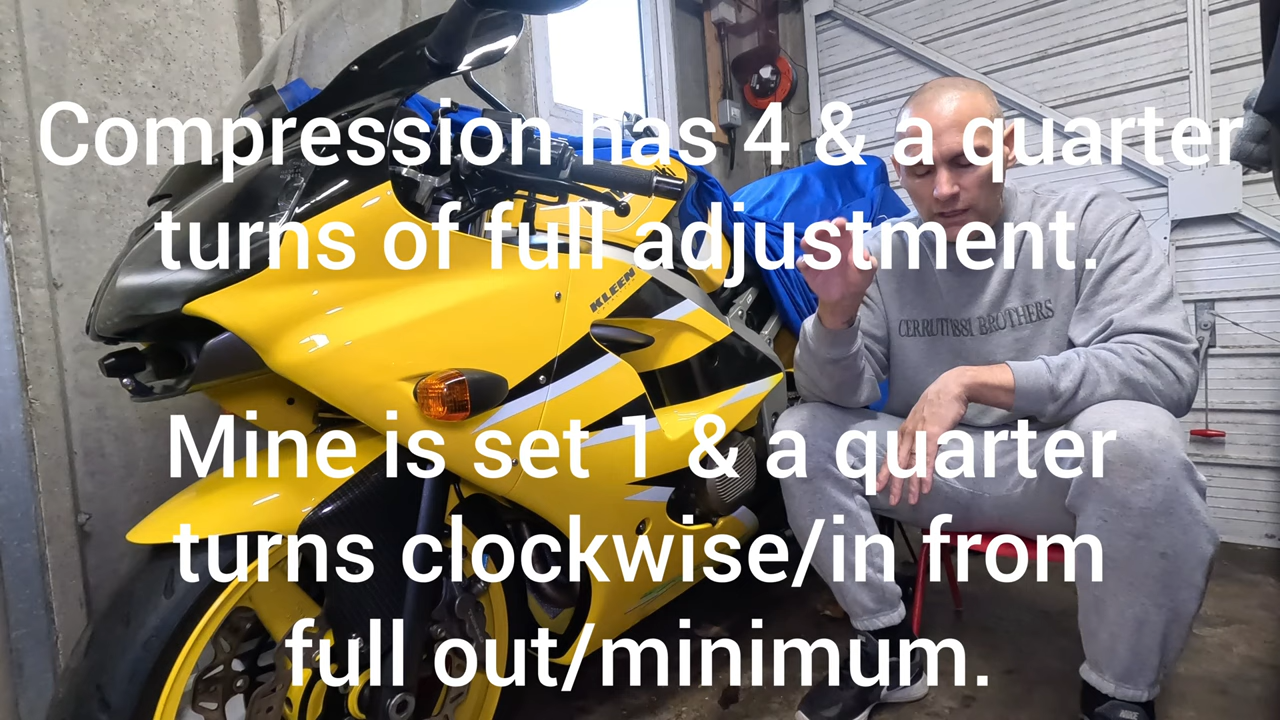 Compression has 4 & a quarter
turns of full adjustment.
KLEEN
CERRUTI 1881 BROTHERS
Mine is set 1 & a quarter
turns clockwise/in from
full out/minimum.